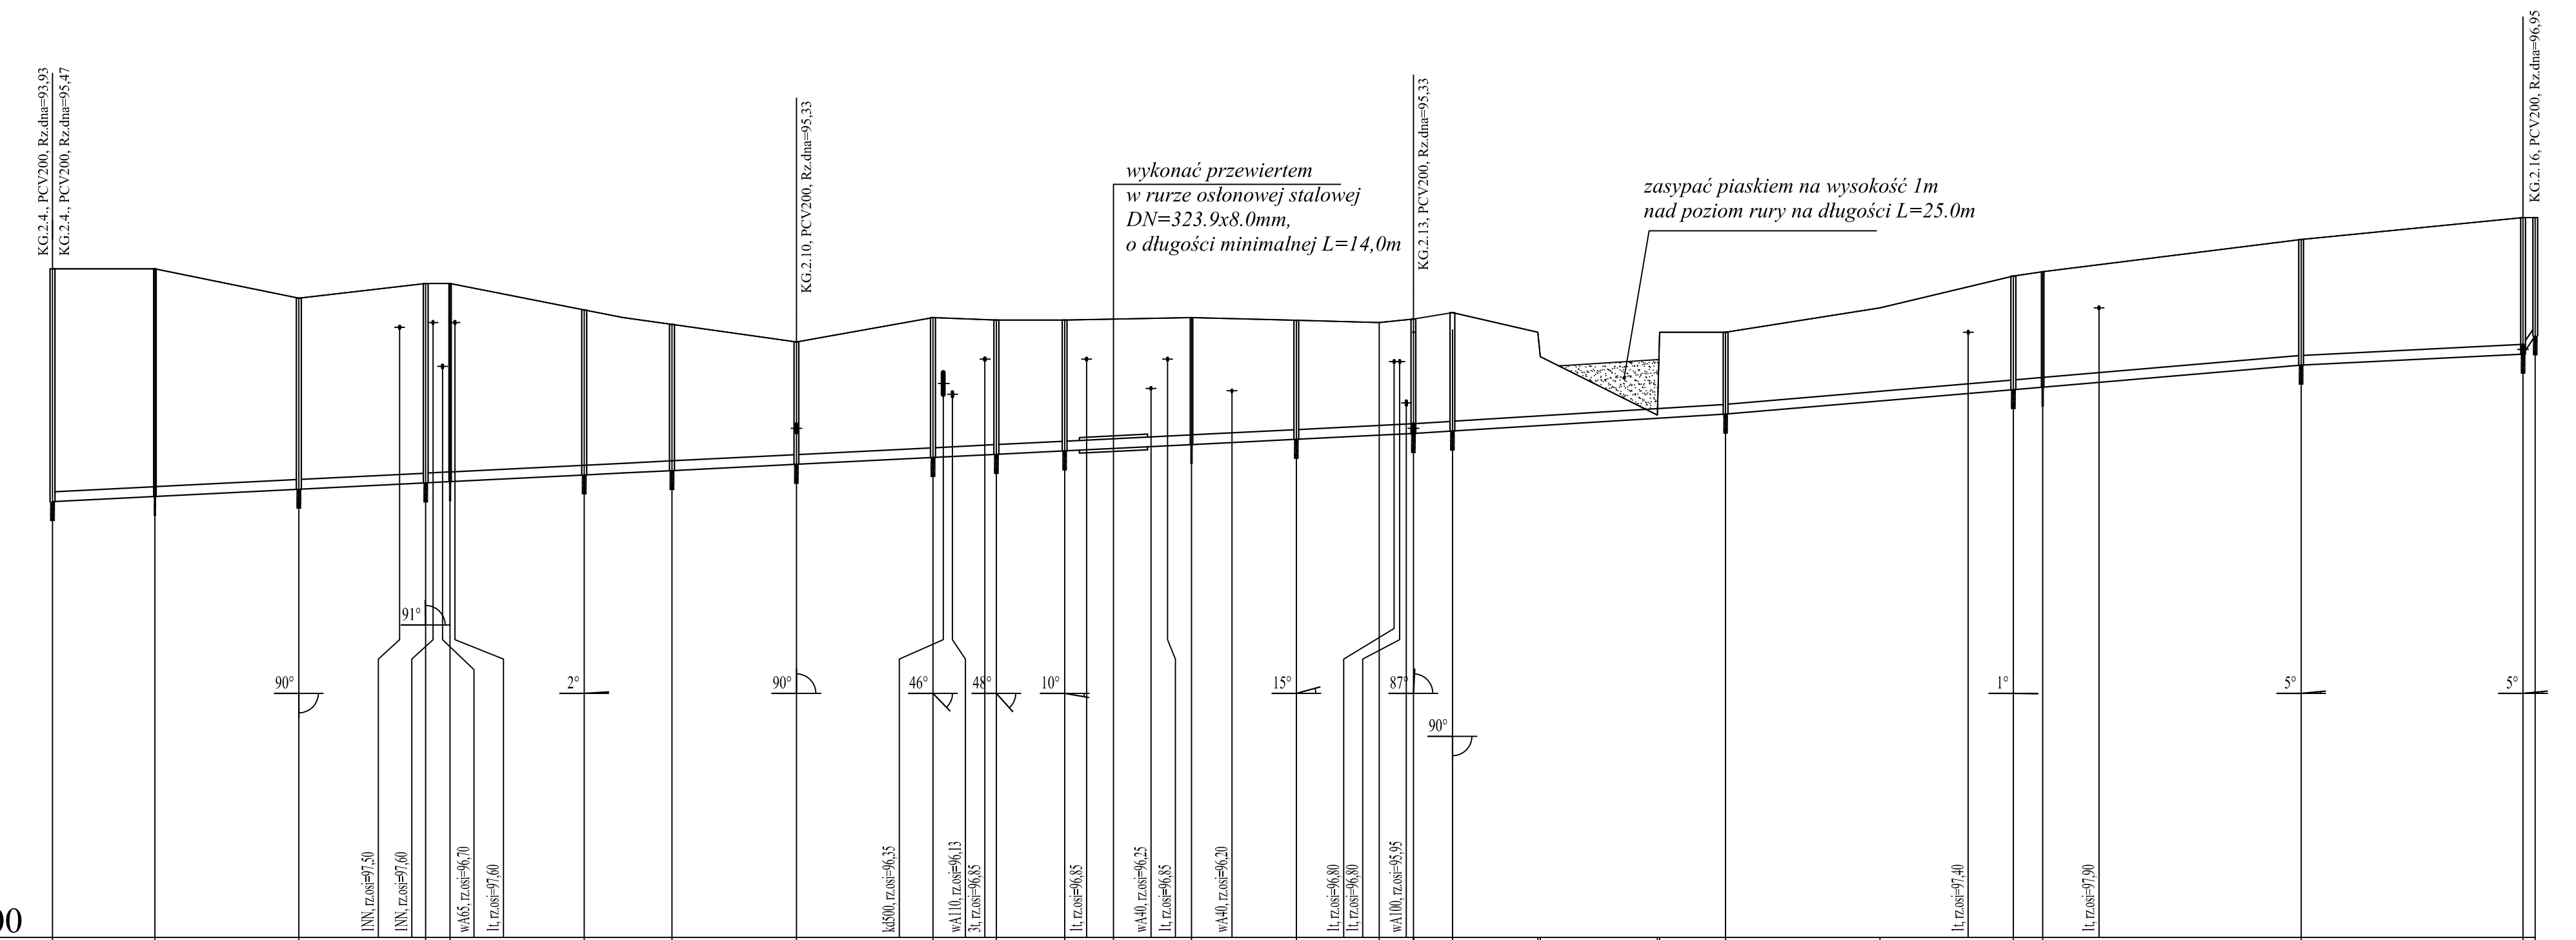 KG.2.4., PCV200, Rz.dna=93,93
KG.2.4., PCV200, Rz.dna=95,47
KG.2.10, PCV200, Rz.dna=95,33
wykonać przewiertem
w rurze osłonowej stalowej
DN=323.9x8.0mm,
o długości minimalnej L=14,0m
KG.2.13, PCV200, Rz.dna=95,33
zasypać piaskiem na wysokość 1m
nad poziom rury na długości L=25.0m
KG.2.16, PCV200, Rz.dna=96,95
91°
90°
2°
90°
46°
48°
10°
15°
87°
90°
1°
5°
5°
1NN, rz.osi=97,50
1NN, rz.osi=97,60
wA65, rz.osi=96,70
1t, rz.osi=97,60
kd500, rz.osi=96,35
wA110, rz.osi=96,13
3t, rz.osi=96,85
1t, rz.osi=96,85
wA40, rz.osi=96,25
1t, rz.osi=96,85
wA40, rz.osi=96,20
1t, rz.osi=96,80
1t, rz.osi=96,80
wA100, rz.osi=95,95
1t, rz.osi=97,40
1t, rz.osi=97,90
00